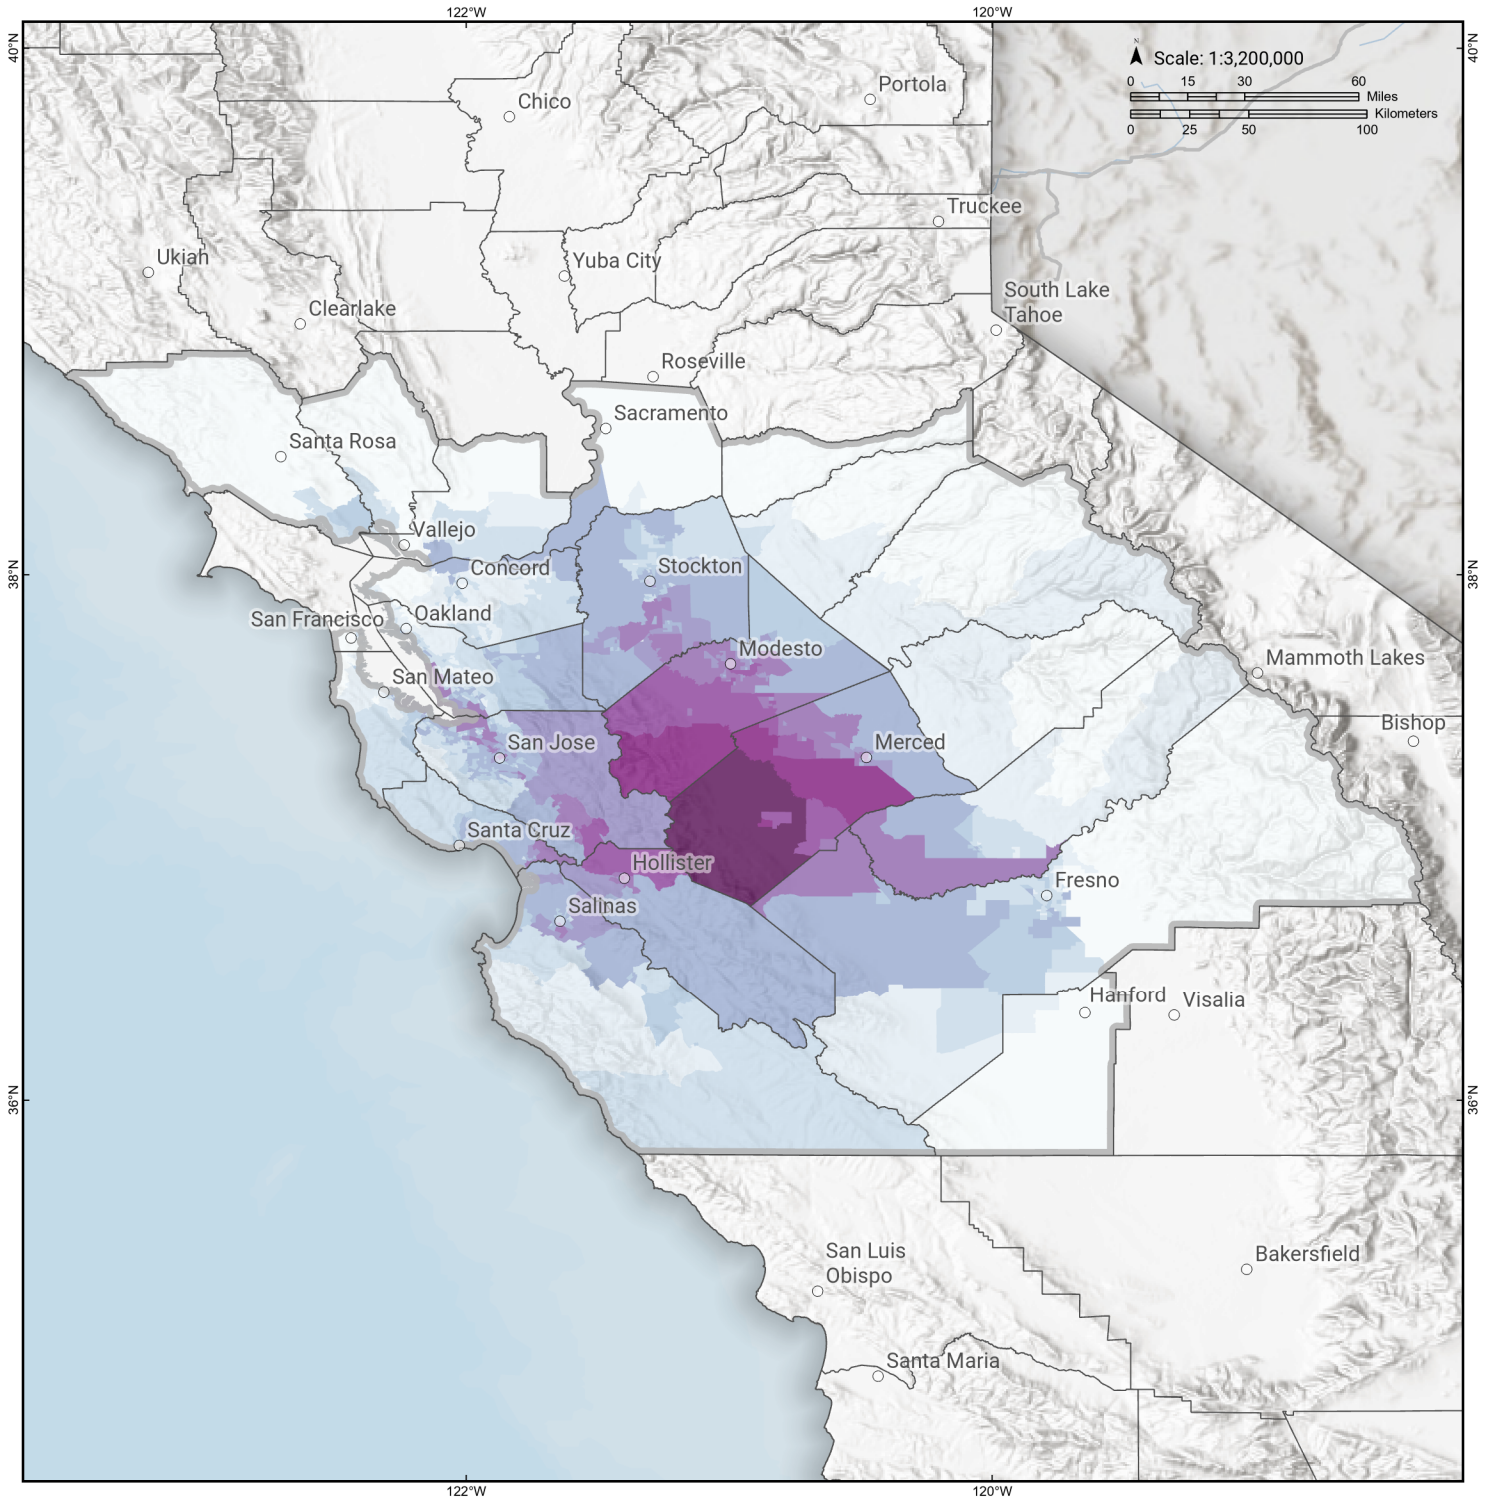 122°W
120°W
40°N
40°N
N
Scale: 1:3,200,000
0 15 30 60
Miles
Kilometers
0 25 50 100
Portola
Chico
Truckee
Ukiah
Yuba City
South Lake
Tahoe
Clearlake
Roseville
Sacramento
Santa Rosa
Vallejo
38°N
38°N
Concord
Stockton
Oakland
San Francisco
Modesto
Mammoth Lakes
San Mateo
Bishop
San Jose
Merced
Santa Cruz
Hollister
Fresno
Salinas
Hanford
Visalia
36°N
36°N
San Luis
Obispo
Bakersfield
Santa Maria
122°W
120°W